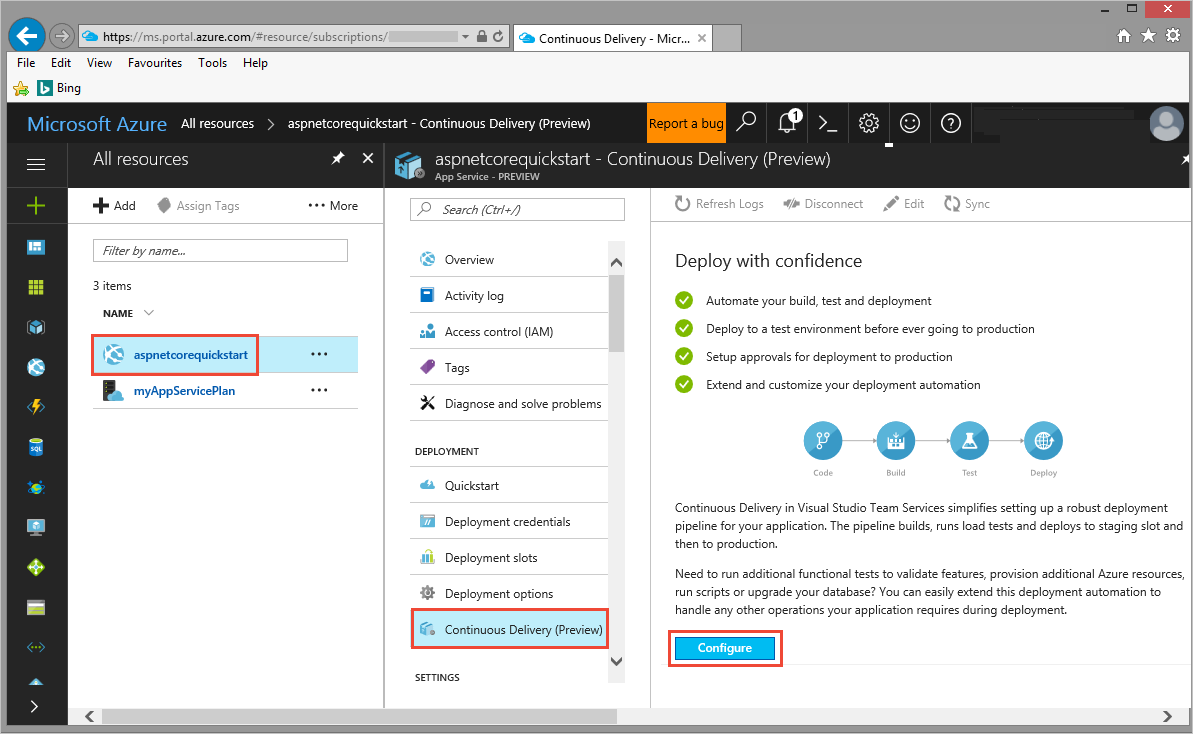 https://ms.portal.azure.com/#resource/subscriptions/
Continuous Delivery - Micr...
File Edit View Favourites Tools Help
Bing
Microsoft Azure All resources > aspnetcorequickstart - Continuous Delivery (Preview) Report a bug 1
All resources
aspnetcorequickstart - Continuous Delivery (Preview)
App Service - PREVIEW
Add Assign Tags ••• More
Filter by name...
3 items
NAME
aspnetcorequickstart •••
myAppServicePlan •••
Search (Ctrl+/)
Overview
Activity log
Access control (IAM)
Tags
Diagnose and solve problems
DEPLOYMENT
Quickstart
Deployment credentials
Deployment slots
Deployment options
Continuous Delivery (Preview)
SETTINGS
Refresh Logs Disconnect Edit Sync
Deploy with confidence
Automate your build, test and deployment
Deploy to a test environment before ever going to production
Setup approvals for deployment to production
Extend and customize your deployment automation
Code Build Test Deploy
Continuous Delivery in Visual Studio Team Services simplifies setting up a robust deployment
pipeline for your application. The pipeline builds, runs load tests and deploys to staging slot and
then to production.
Need to run additional functional tests to validate features, provision additional Azure resources,
run scripts or upgrade your database? You can easily extend this deployment automation to
handle any other operations your application requires during deployment.
Configure
SQL